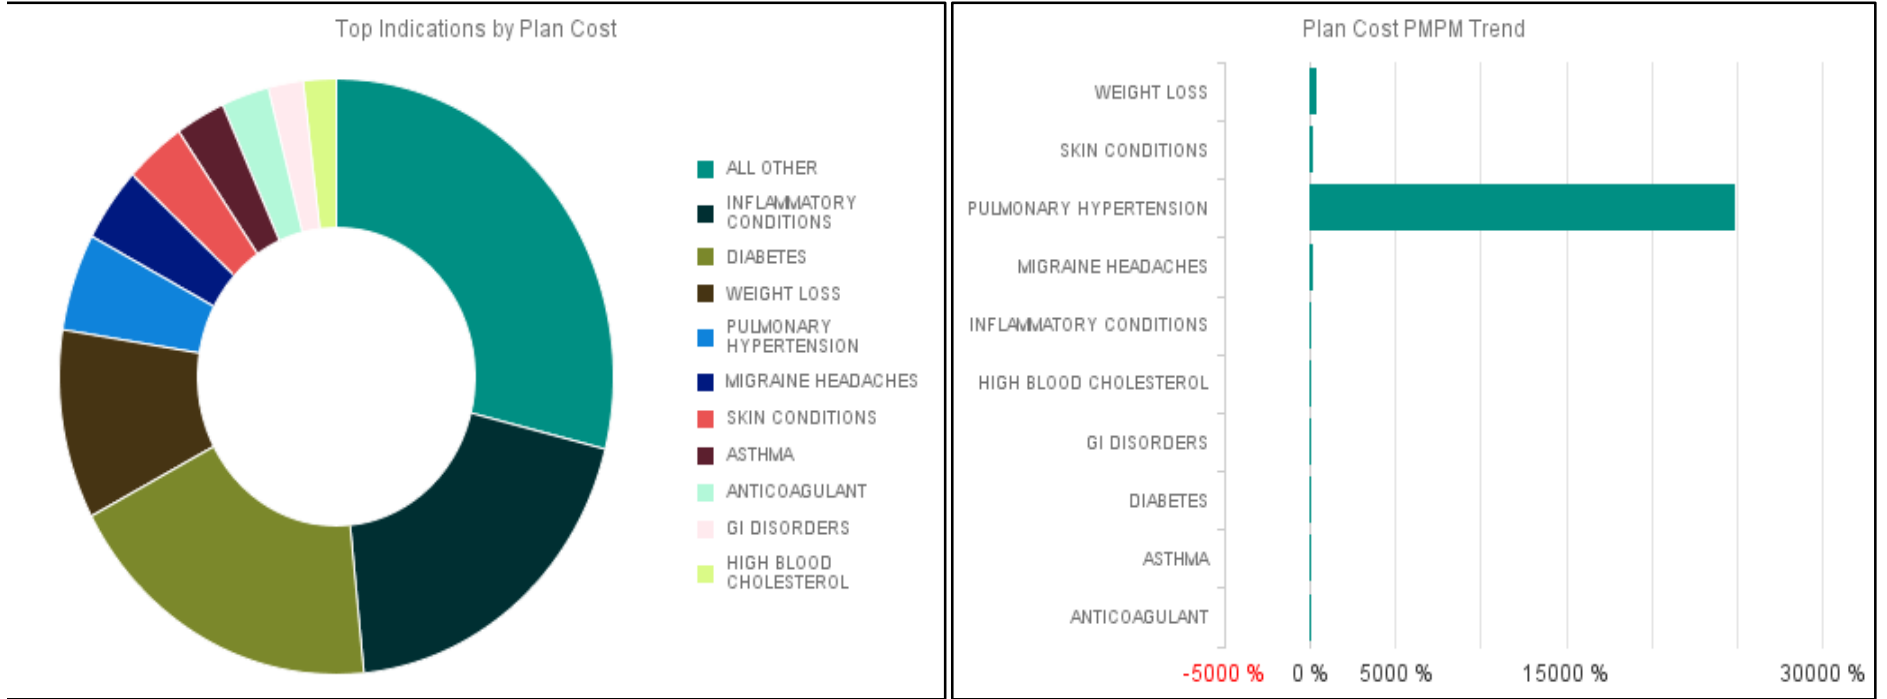 Top Indications by Plan Cost
ALL OTHER
INFLAMMATORY
CONDITIONS
DIABETES
WEIGHT LOSS
PULMONARY
HYPERTENSION
MIGRAINE HEADACHES
SKIN CONDITIONS
ASTHMA
ANTICOAGULANT
GI DISORDERS
HIGH BLOOD
CHOLESTEROL
Plan Cost PMPM Trend
WEIGHT LOSS
SKIN CONDITIONS
PULMONARY HYPERTENSION
MIGRAINE HEADACHES
INFLAMMATORY CONDITIONS
HIGH BLOOD CHOLESTEROL
GI DISORDERS
DIABETES
ASTHMA
ANTICOAGULANT
-5000 % 0 % 5000 % 15000 % 30000 %